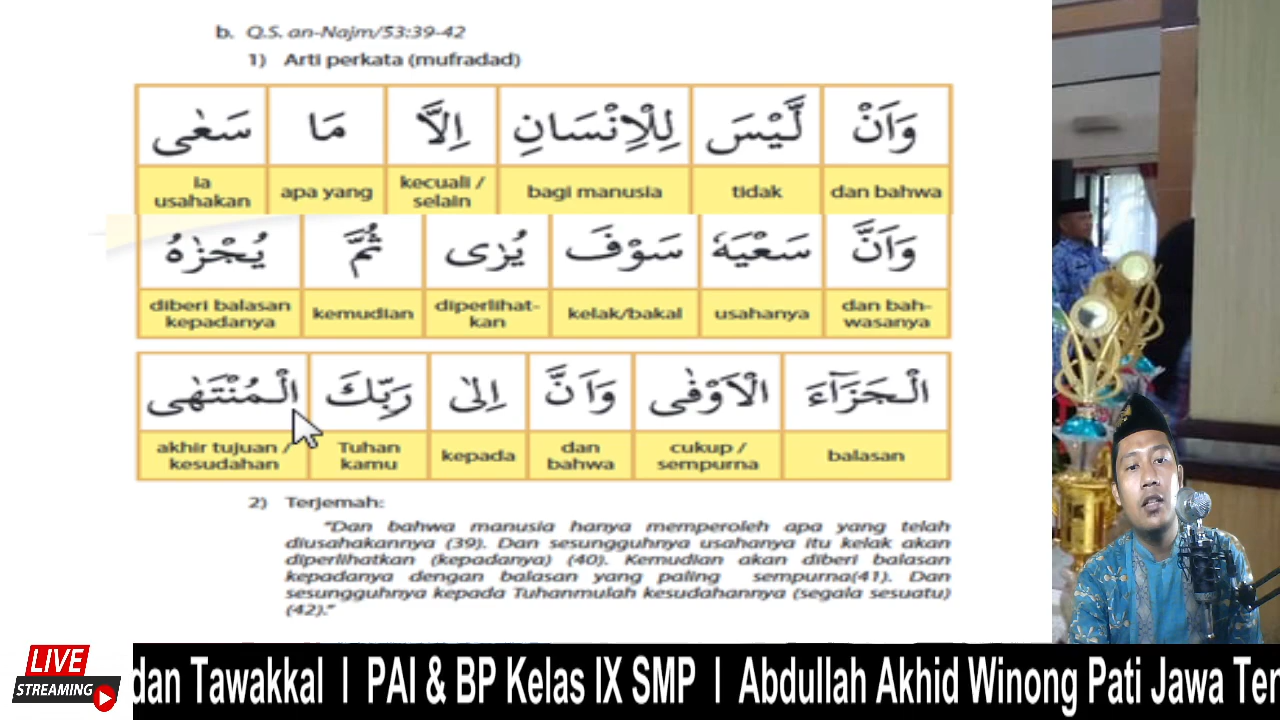 b. Q.S. an-Najm/53:39-42
1) Arti perkata (mufradad)
وَاَنْ لَّيْسَ لِلْاِنْسَانِ اِلَّا مَا سَعٰى
dan bahwa tidak bagi manusia kecuali / selain apa yang ia usahakan
وَاَنَّ سَعْيَهٗ سَوْفَ يُرٰى ثُمَّ يُجْزٰىهُ
dan bah-wasanya usahanya kelak/bakal diperlihat-kan kemudian diberi balasan kepadanya
الْجَزَاۤءَ الْاَوْفٰى وَاَنَّ اِلٰى رَبِّكَ الْمُنْتَهٰى
balasan cukup / sempurna dan bahwa kepada Tuhan kamu akhir tujuan / kesudahan
2) Terjemah:
"Dan bahwa manusia hanya memperoleh apa yang telah
diusahakannya (39). Dan sesungguhnya usahanya itu kelak akan
diperlihatkan (kepadanya) (40). Kemudian akan diberi balasan
kepadanya dengan balasan yang paling sempurna(41). Dan
sesungguhnya kepada Tuhanmulah kesudahannya (segala sesuatu)
(42)."
LIVE
STREAMING
dan Tawakkal | PAI & BP Kelas IX SMP | Abdullah Akhid Winong Pati Jawa Ter